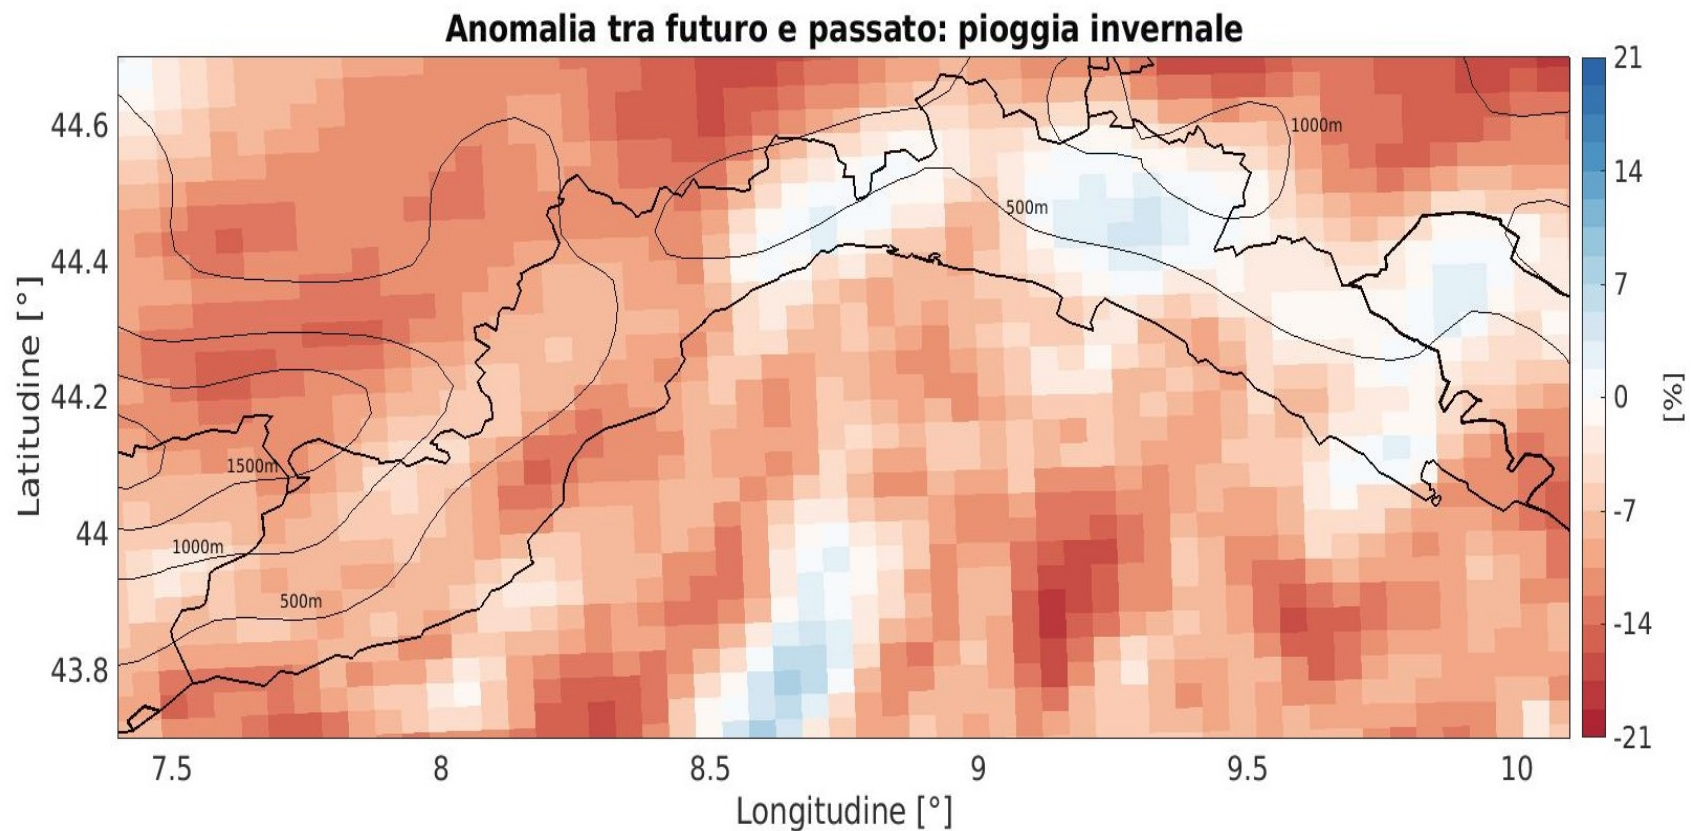 Anomalia tra futuro e passato: pioggia invernale
21
44.6
1000m
14
500m
44.4
7
44.2
0
[%]
Latitudine [°]
1500m
-7
44
1000m
500m
-14
43.8
-21
7.5
8
8.5
9
9.5
10
Longitudine [°]